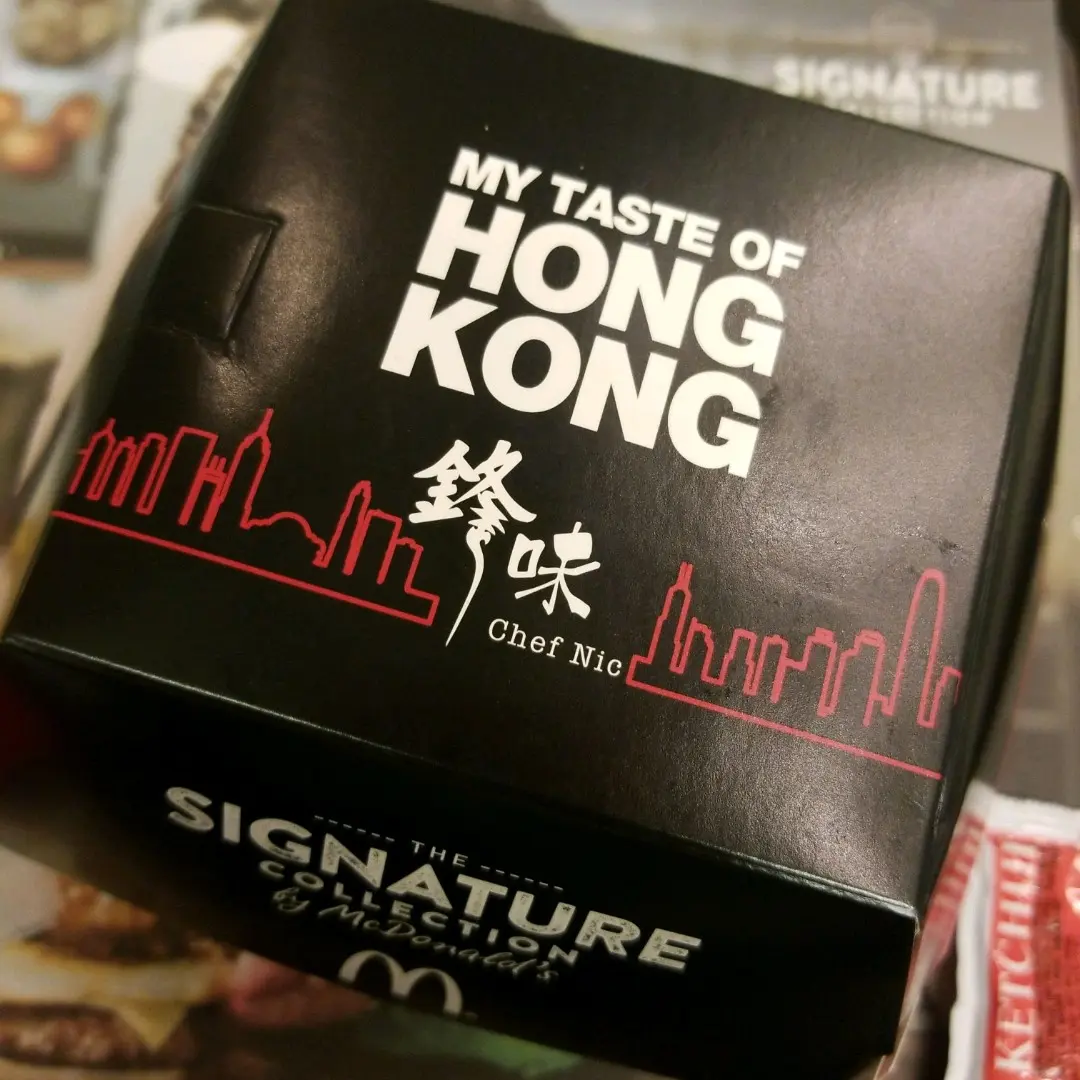 SIGNATURE
MY TASTE OF
HONG
KONG
鋒味
Chef Nic
THE
SIGNATURE
COLLECTION
by McDonald's
KETCHUP